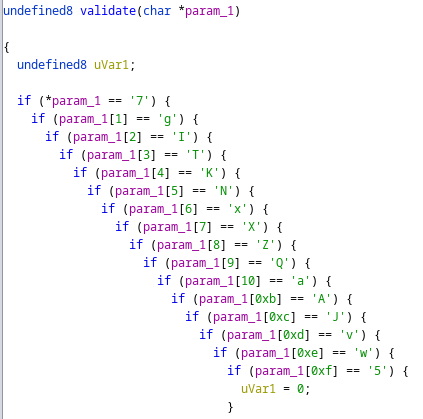 undefined8 validate(char *param_1)
{
undefined8 uVar1;
if (*param_1 == '7') {
if (param_1[1] == 'g') {
if (param_1[2] == 'I') {
if (param_1[3] == 'T') {
if (param_1[4] == 'K') {
if (param_1[5] == 'N') {
if (param_1[6] == 'x') {
if (param_1[7] == 'X') {
if (param_1[8] == 'Z') {
if (param_1[9] == 'Q') {
if (param_1[10] == 'a') {
if (param_1[0xb] == 'A') {
if (param_1[0xc] == 'J') {
if (param_1[0xd] == 'v') {
if (param_1[0xe] == 'w') {
if (param_1[0xf] == '5') {
uVar1 = 0;
}